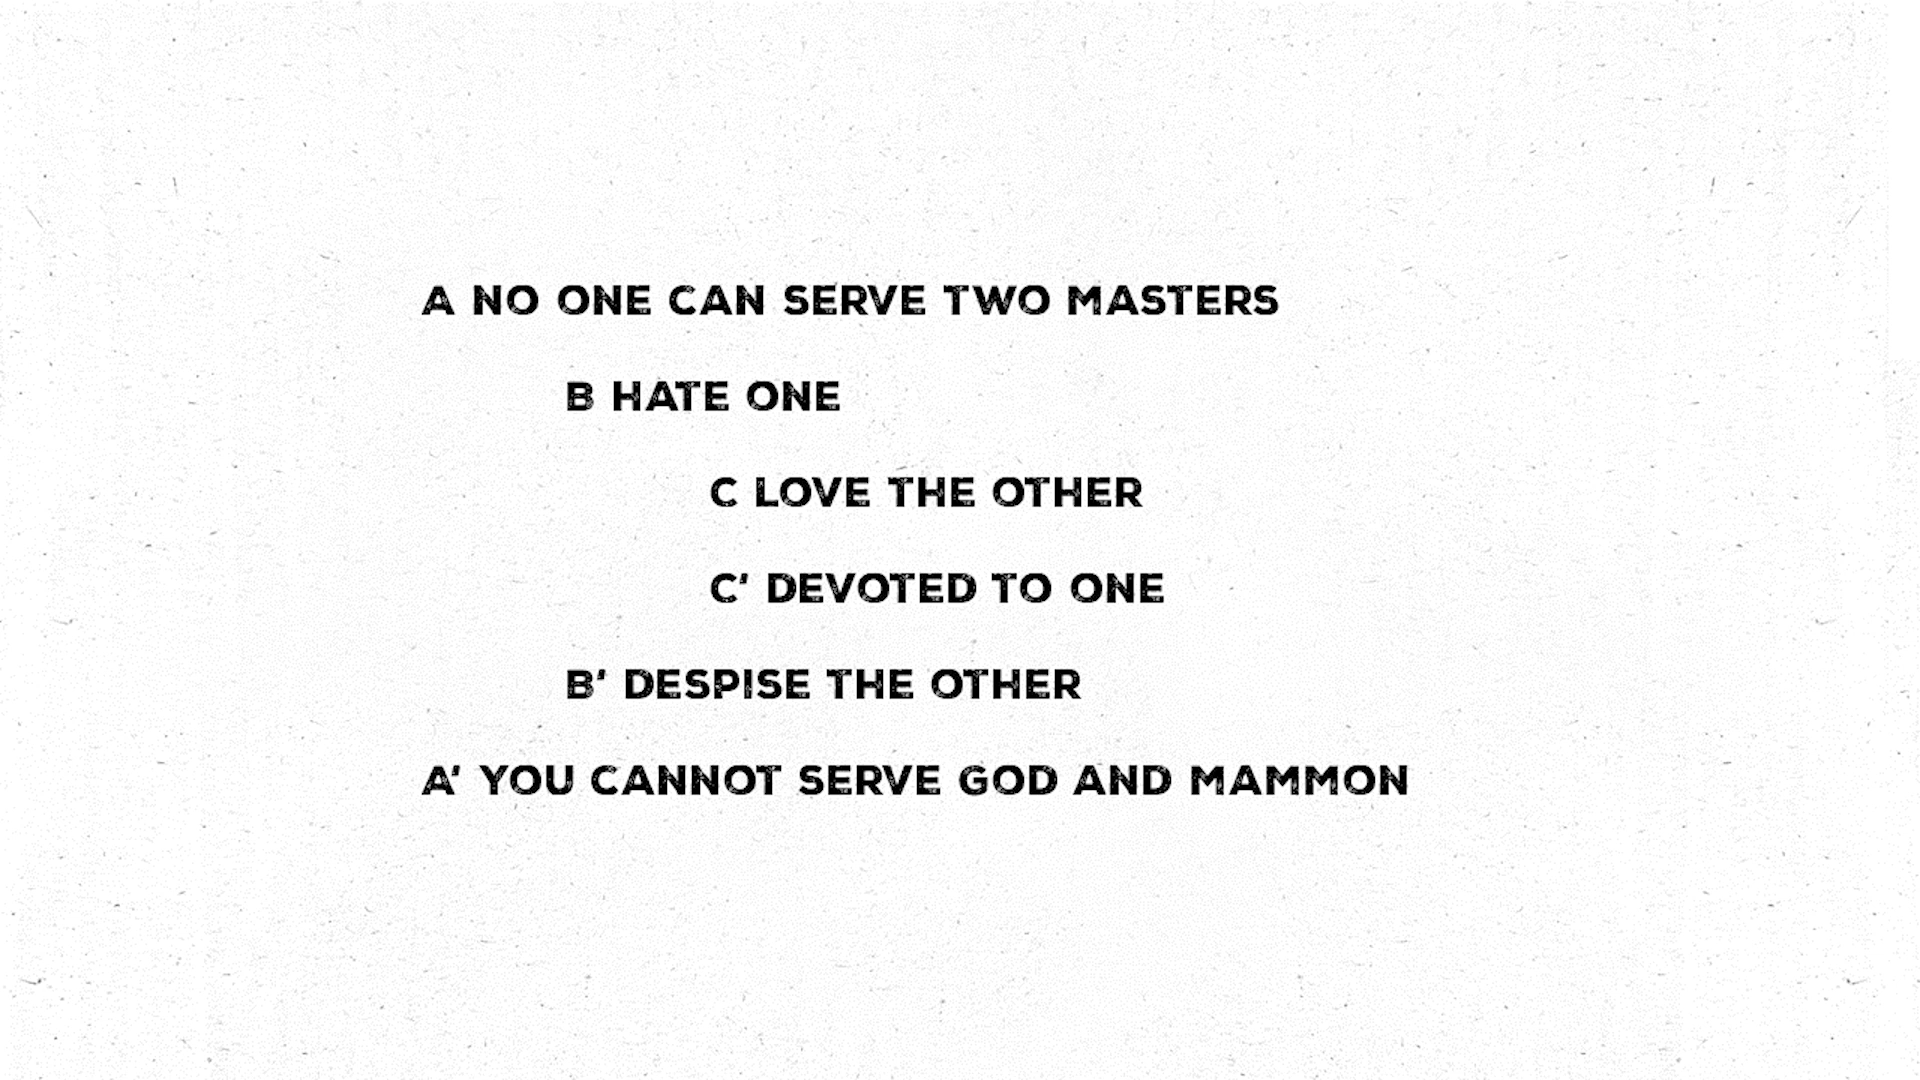 A NO ONE CAN SERVE TWO MASTERS
B HATE ONE
C LOVE THE OTHER
C' DEVOTED TO ONE
B' DESPISE THE OTHER
A' YOU CANNOT SERVE GOD AND MAMMON